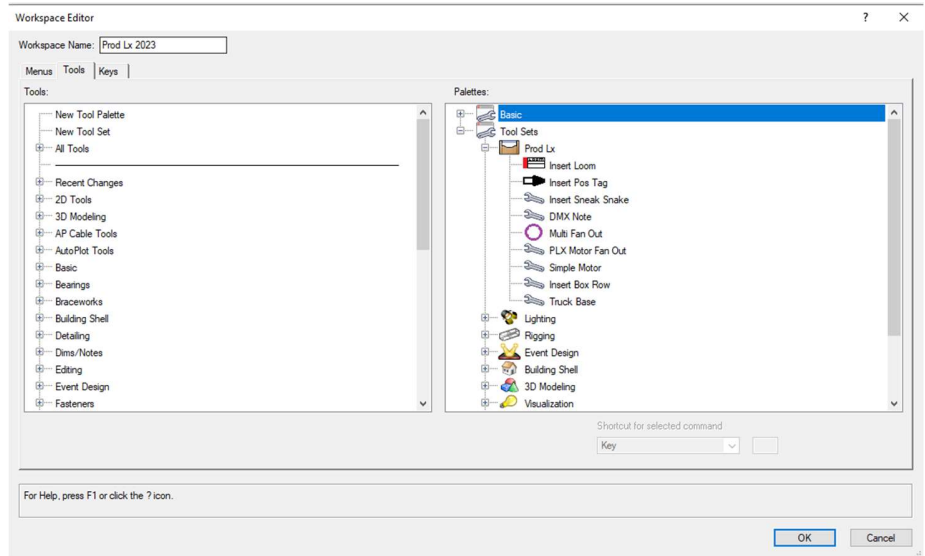 Workspace Editor
?
Workspace Name: Prod Lx 2023
Menus Tools Keys
Tools:
New Tool Palette
New Tool Set
All Tools
Recent Changes
2D Tools
3D Modeling
AP Cable Tools
AutoPlot Tools
Basic
Bearings
Braceworks
Building Shell
Detailing
Dims/Notes
Editing
Event Design
Fasteners
Palettes:
Basic
Tool Sets
Prod Lx
Insert Loom
Insert Pos Tag
Insert Sneak Snake
DMX Note
Multi Fan Out
PLX Motor Fan Out
Simple Motor
Insert Box Row
Truck Base
Lighting
Rigging
Event Design
Building Shell
3D Modeling
Visualization
Shortcut for selected command
Key
For Help, press F1 or click the ? icon.
OK Cancel